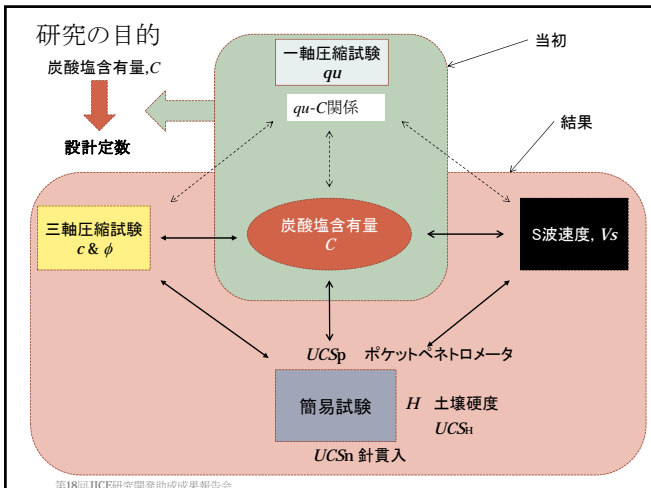 研究の目的
炭酸塩含有量,C
設計定数
一軸圧縮試験
qu
qu-C関係
当初
結果
三軸圧縮試験
c & ϕ
炭酸塩含有量
C
S波速度, Vs
UCSp ポケットペネトロメータ
簡易試験
H 土壌硬度
UCSH
UCSn 針貫入
第18回JICE研究開発助成成果報告会